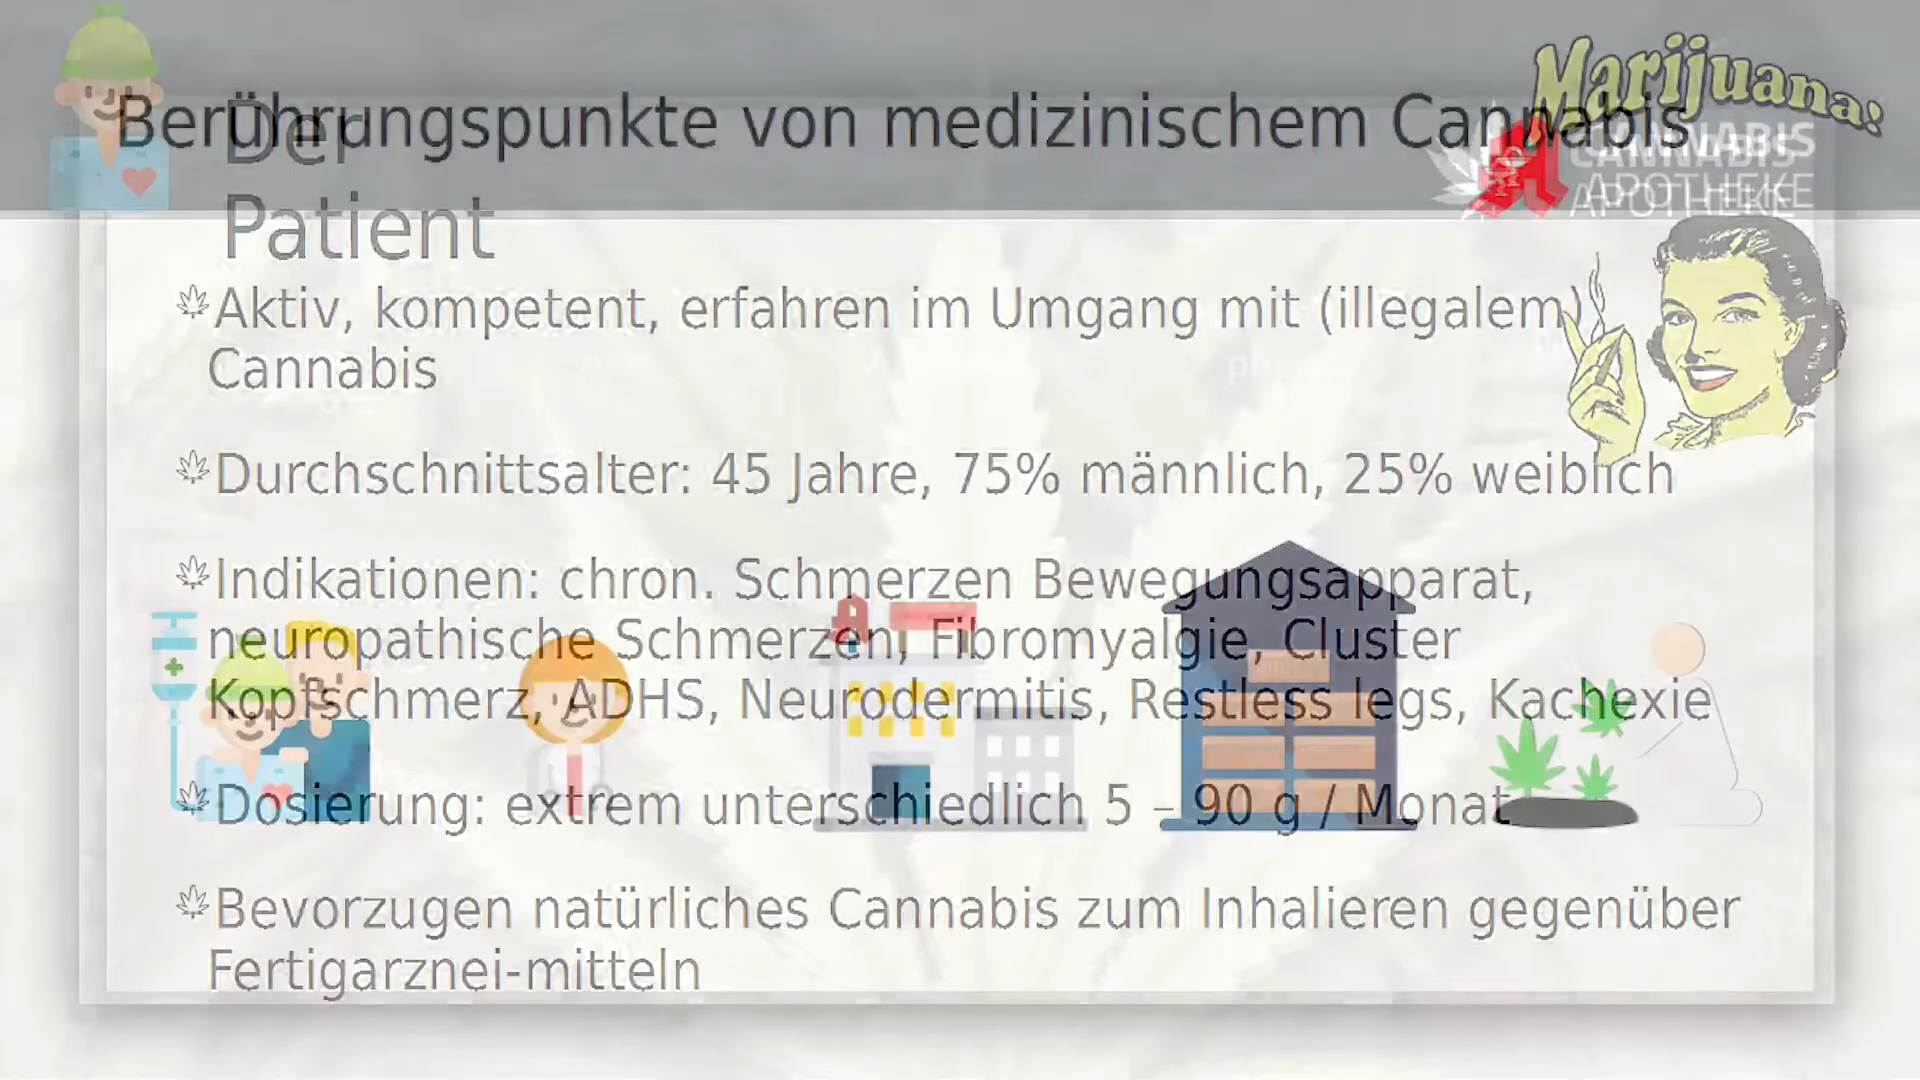 Marijuana!
Berührungspunkte von medizinischem Cannabis
Der
Patient
CANNABIS
APOTHEKE
Aktiv, kompetent, erfahren im Umgang mit (illegalem)
Cannabis
Durchschnittsalter: 45 Jahre, 75% männlich, 25% weiblich
Indikationen: chron. Schmerzen Bewegungsapparat,
neuropathische Schmerzen, Fibromyalgie, Cluster
Kopfschmerz, ADHS, Neurodermitis, Restless legs, Kachexie
Dosierung: extrem unterschiedlich 5 – 90 g / Monat
Bevorzugen natürliches Cannabis zum Inhalieren gegenüber
Fertigarznei-mitteln